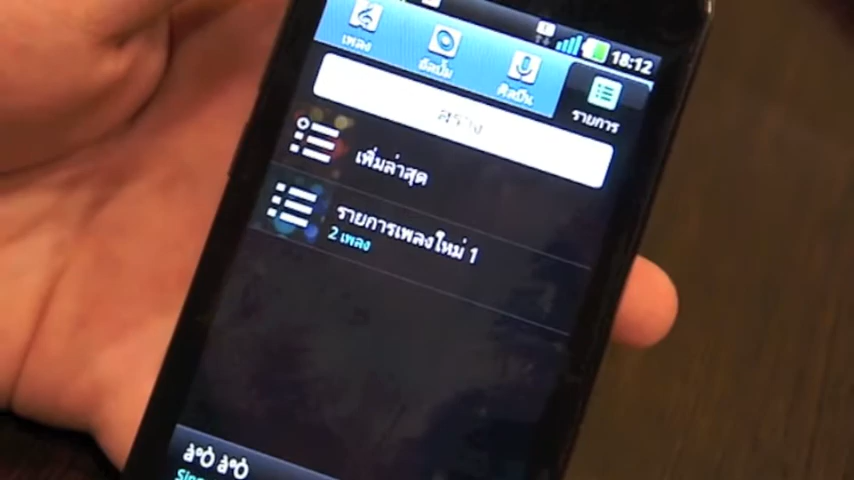 18:12
เพลง
อัลบั้ม
ศิลปิน
รายการ
สร้าง
เพิ่มล่าสุด
รายการเพลงใหม่ 1
2 เพลง